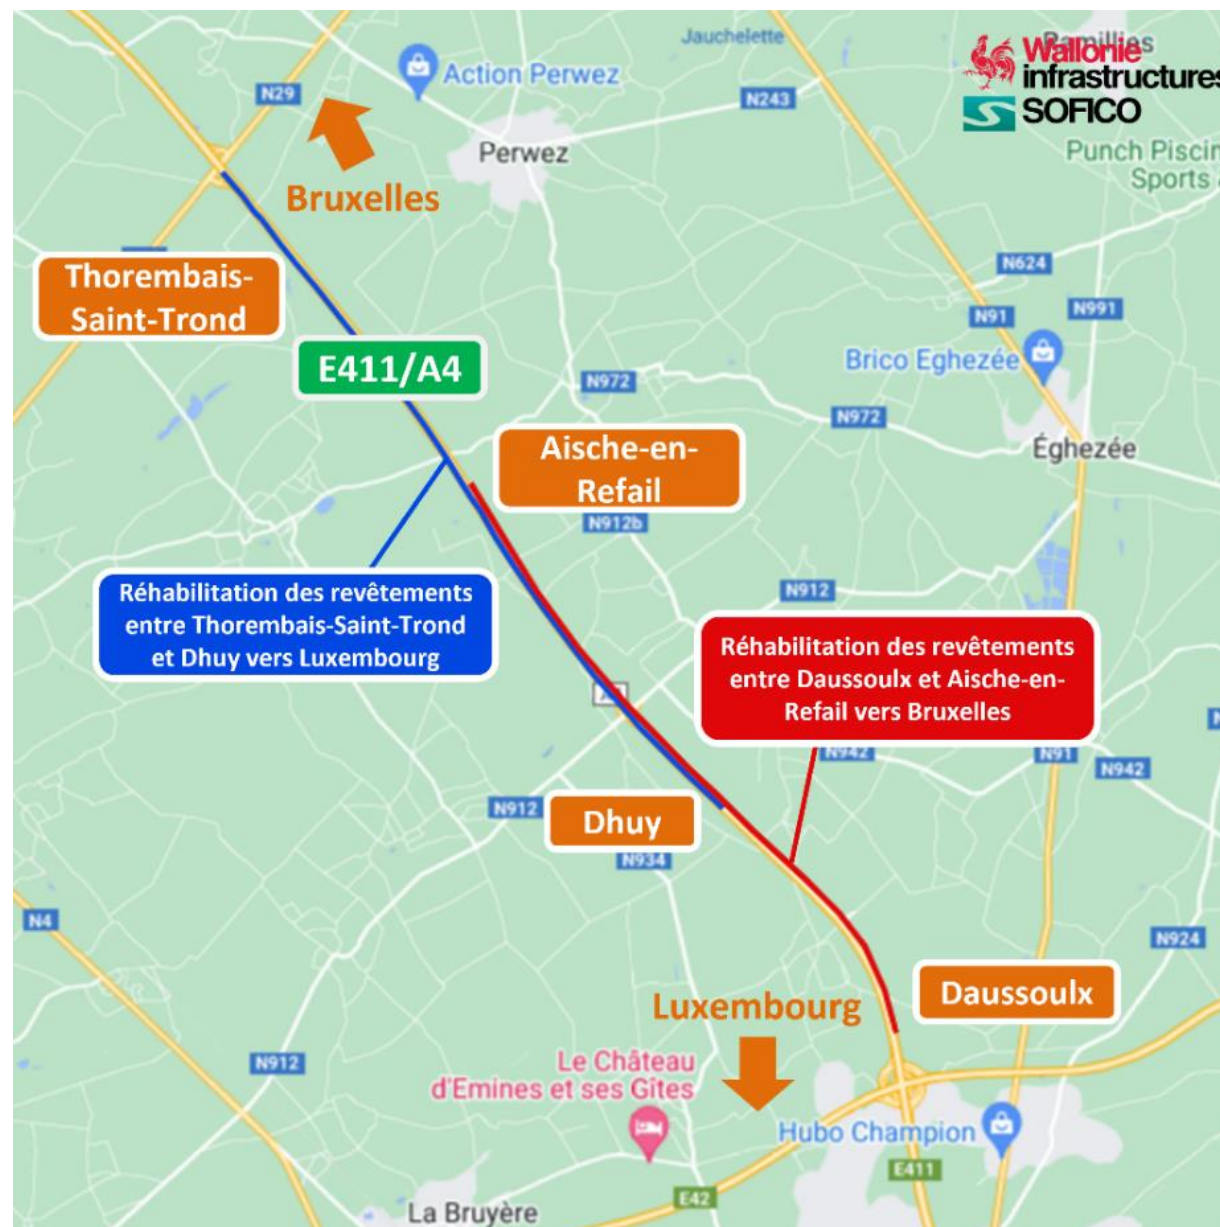 Jauchelette
Ramillies
Wallonie
infrastructures
SOFICO
Action Perwez
N29
N243
Perwez
Punch Piscin
Sports &
Bruxelles
Thorembais-
Saint-Trond
N624
N991
N91
E411/A4
Brico Eghezée
N972
N972
Aische-en-
Refail
Éghezée
N912b
Réhabilitation des revêtements
entre Thorembais-Saint-Trond
et Dhuy vers Luxembourg
N912
Réhabilitation des revêtements
entre Daussoulx et Aische-en-
Refail vers Bruxelles
N942
N91
N942
N912
Dhuy
N934
N4
N924
Daussoulx
Luxembourg
N912
Le Château
d'Emines et ses Gîtes
Hubo Champion
E411
E42
La Bruyère